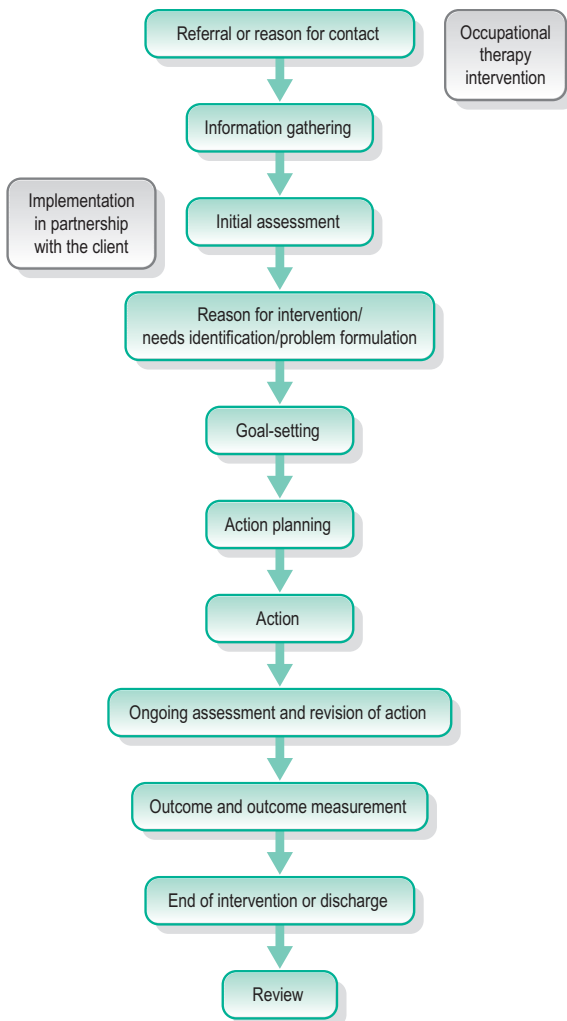 Referral or reason for contact
Occupational
therapy
intervention
Information gathering
Implementation
in partnership
with the client
Initial assessment
Reason for intervention/
needs identification/problem formulation
Goal-setting
Action planning
Action
Ongoing assessment and revision of action
Outcome and outcome measurement
End of intervention or discharge
Review